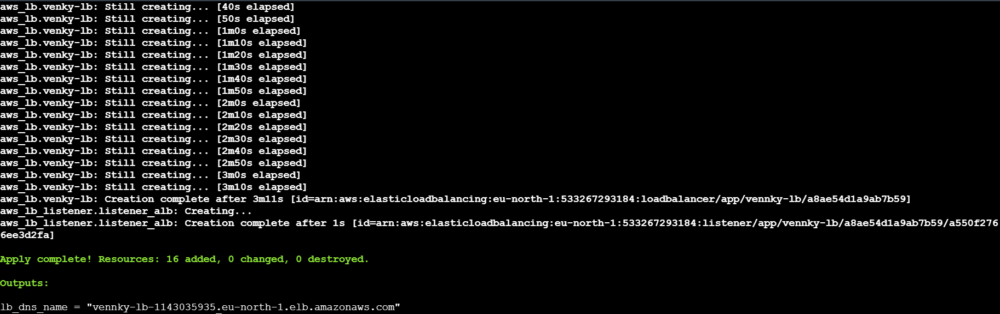 aws_lb.venky-lb: Still creating... [40s elapsed]
aws_lb.venky-lb: Still creating... [50s elapsed]
aws_lb.venky-lb: Still creating... [1m0s elapsed]
aws_lb.venky-lb: Still creating... [1m10s elapsed]
aws_lb.venky-lb: Still creating... [1m20s elapsed]
aws_lb.venky-lb: Still creating... [1m30s elapsed]
aws_lb.venky-lb: Still creating... [1m40s elapsed]
aws_lb.venky-lb: Still creating... [1m50s elapsed]
aws_lb.venky-lb: Still creating... [2m0s elapsed]
aws_lb.venky-lb: Still creating... [2m10s elapsed]
aws_lb.venky-lb: Still creating... [2m20s elapsed]
aws_lb.venky-lb: Still creating... [2m30s elapsed]
aws_lb.venky-lb: Still creating... [2m40s elapsed]
aws_lb.venky-lb: Still creating... [2m50s elapsed]
aws_lb.venky-lb: Still creating... [3m0s elapsed]
aws_lb.venky-lb: Still creating... [3m10s elapsed]
aws_lb.venky-lb: Creation complete after 3m11s [id=arn:aws:elasticloadbalancing:eu-north-1:533267293184:loadbalancer/app/vennky-lb/a8ae54d1a9ab7b59]
aws_lb_listener.listener_alb: Creating...
aws_lb_listener.listener_alb: Creation complete after 1s [id=arn:aws:elasticloadbalancing:eu-north-1:533267293184:listener/app/vennky-lb/a8ae54d1a9ab7b59/a550f276
6ee3d2fa]
Apply complete! Resources: 16 added, 0 changed, 0 destroyed.
Outputs:
lb_dns_name = "vennky-lb-1143035935.eu-north-1.elb.amazonaws.com"